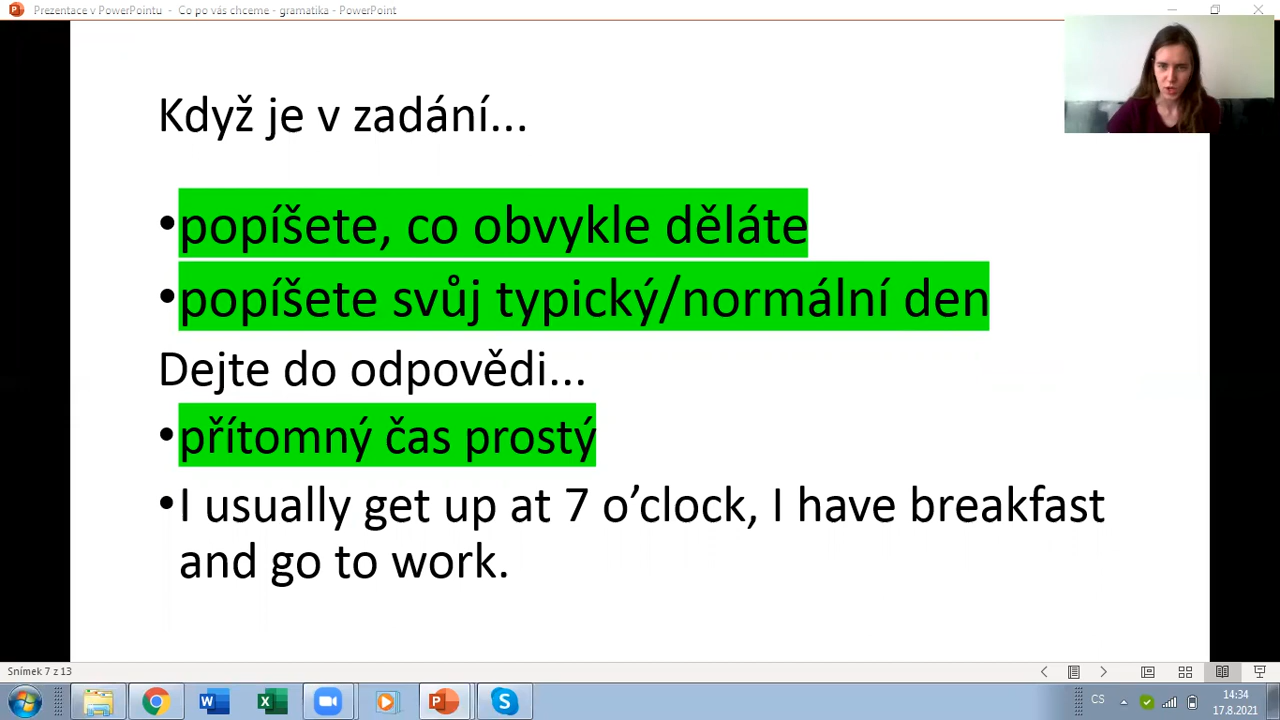 Prezentace v PowerPointu - Co po vás chceme - gramatika - PowerPoint
Když je v zadání...
•popíšete, co obvykle děláte
•popíšete svůj typický/normální den
Dejte do odpovědi...
•přítomný čas prostý
•I usually get up at 7 o’clock, I have breakfast
and go to work.
Snímek 7 z 13
CS
14:34
17.8.2021